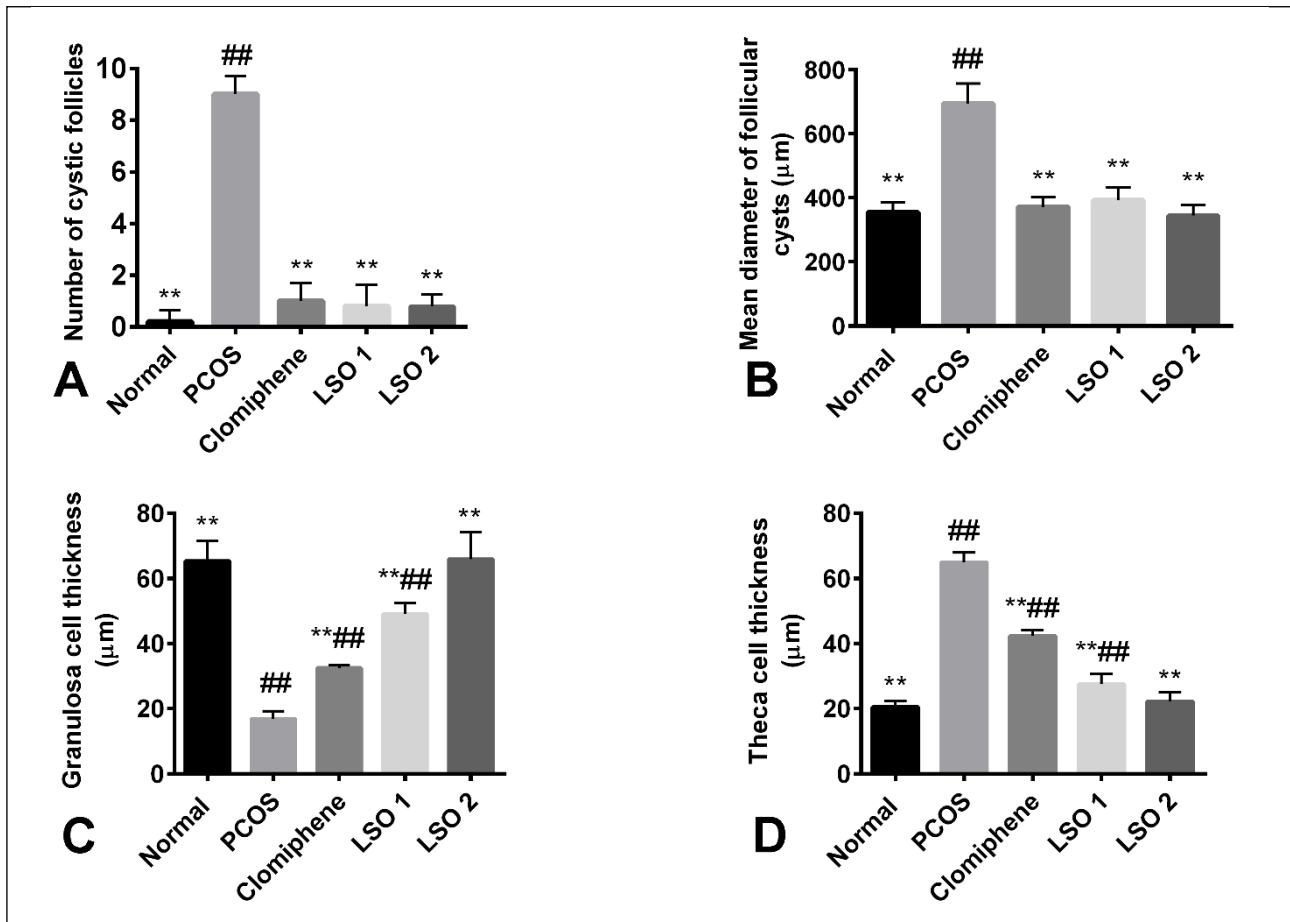 Number of cystic follicles
10
8
6
4
2
0
**
##
**
**
**
Normal
PCOS
Clomiphene
LSO 1
LSO 2
A
Mean diameter of follicular
cysts (μm)
800
600
400
200
0
**
##
**
**
**
Normal
PCOS
Clomiphene
LSO 1
LSO 2
B
Granulosa cell thickness
(μm)
80
60
40
20
0
**
##
**##
**##
**
Normal
PCOS
Clomiphene
LSO 1
LSO 2
C
Theca cell thickness
(μm)
80
60
40
20
0
**
##
**##
**##
**
Normal
PCOS
Clomiphene
LSO 1
LSO 2
D